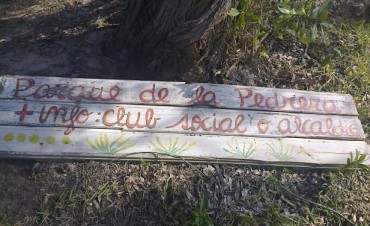 Parque de la Pedrera
+ info: club social o alcaldía